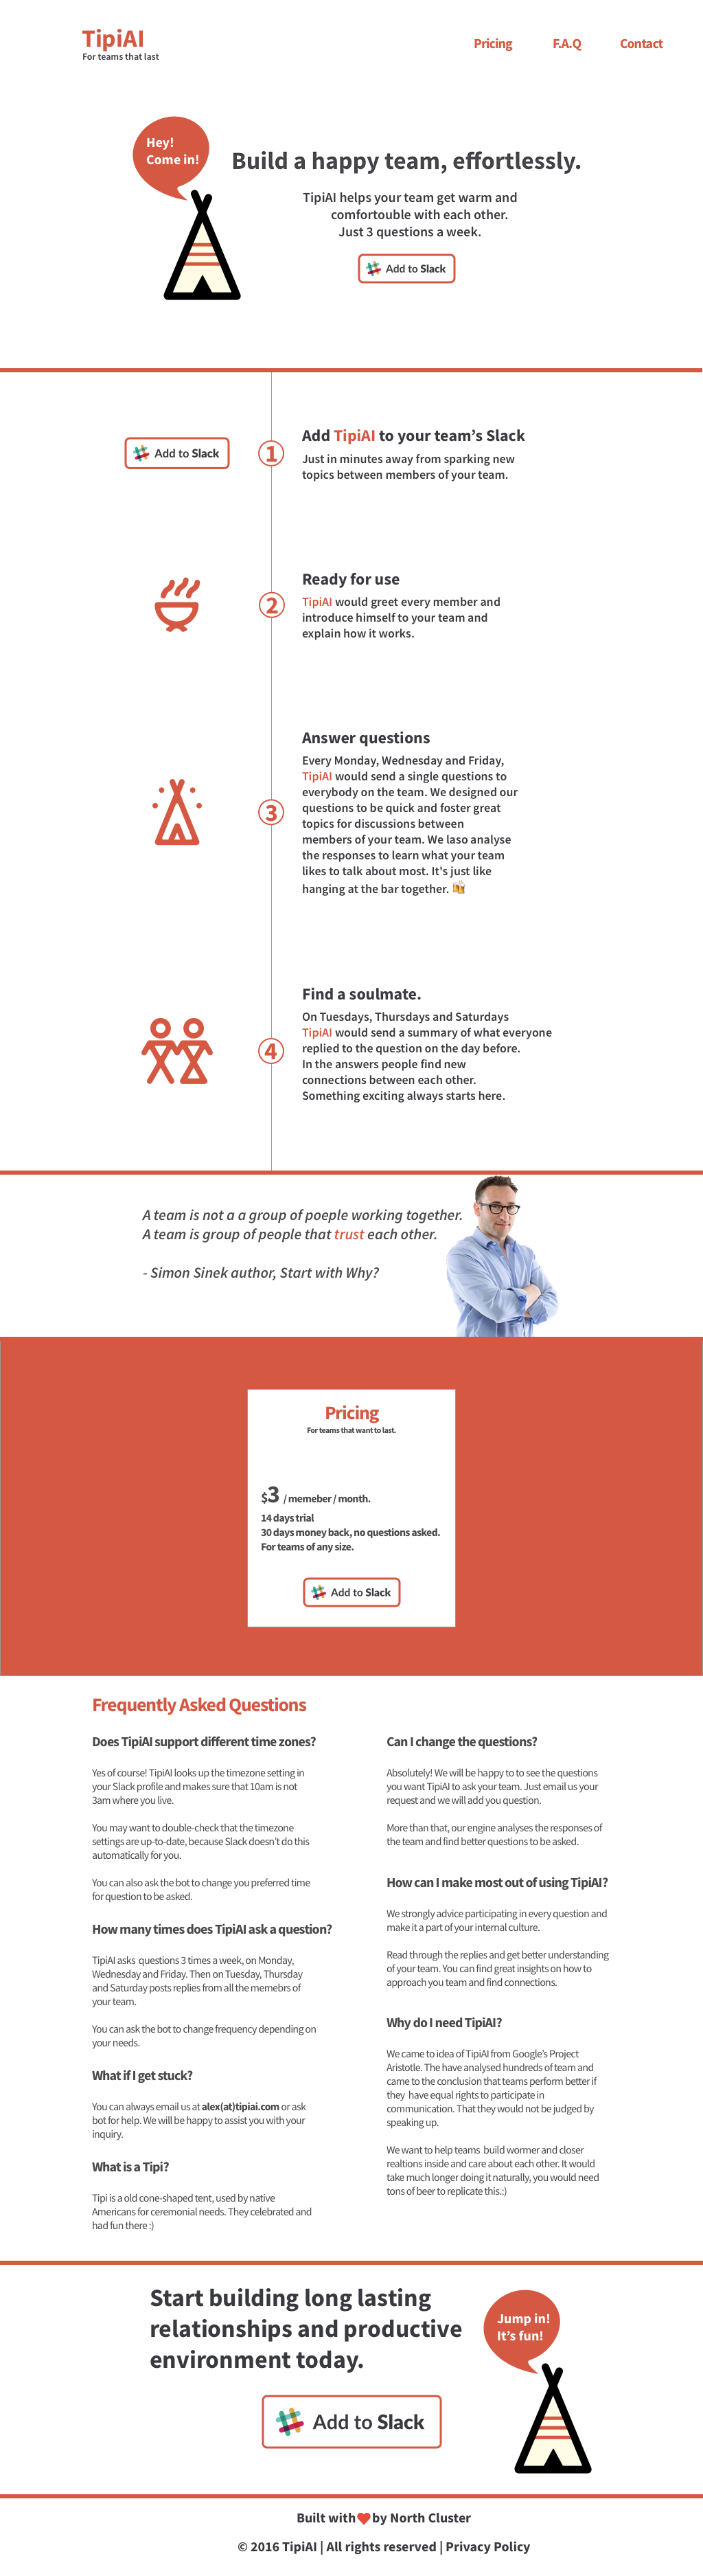 TipiAI
For teams that last
Pricing
F.A.Q
Contact
Hey!
Come in!
Build a happy team, effortlessly.
TipiAI helps your team get warm and
comfortouble with each other.
Just 3 questions a week.
Add to Slack
Add to Slack
1
Add TipiAI to your team's Slack
Just in minutes away from sparking new
topics between members of your team.
2
Ready for use
TipiAI would greet every member and
introduce himself to your team and
explain how it works.
3
Answer questions
Every Monday, Wednesday and Friday,
TipiAI would send a single questions to
everybody on the team. We designed our
questions to be quick and foster great
topics for discussions between
members of your team. We laso analyse
the responses to learn what your team
likes to talk about most. It's just like
hanging at the bar together. 🍻
4
Find a soulmate.
On Tuesdays, Thursdays and Saturdays
TipiAI would send a summary of what everyone
replied to the question on the day before.
In the answers people find new
connections between each other.
Something exciting always starts here.
A team is not a a group of poeple working together.
A team is group of people that trust each other.
- Simon Sinek author, Start with Why?
Pricing
For teams that want to last.
$3 / memeber / month.
14 days trial
30 days money back, no questions asked.
For teams of any size.
Add to Slack
Frequently Asked Questions
Does TipiAI support different time zones?
Yes of course! TipiAI looks up the timezone setting in
your Slack profile and makes sure that 10am is not
3am where you live.
You may want to double-check that the timezone
settings are up-to-date, because Slack doesn't do this
automatically for you.
You can also ask the bot to change you preferred time
for question to be asked.
How many times does TipiAI ask a question?
TipiAI asks questions 3 times a week, on Monday,
Wednesday and Friday. Then on Tuesday, Thursday
and Saturday posts replies from all the memebrs of
your team.
You can ask the bot to change frequency depending on
your needs.
What if I get stuck?
You can always email us at alex(at)tipiai.com or ask
bot for help. We will be happy to assist you with your
inquiry.
What is a Tipi?
Tipi is a old cone-shaped tent, used by native
Americans for ceremonial needs. They celebrated and
had fun there :)
Can I change the questions?
Absolutely! We will be happy to to see the questions
you want TipiAI to ask your team. Just email us your
request and we will add you question.
More than that, our engine analyses the responses of
the team and find better questions to be asked.
How can I make most out of using TipiAI?
We strongly advice participating in every question and
make it a part of your internal culture.
Read through the replies and get better understanding
of your team. You can find great insights on how to
approach you team and find connections.
Why do I need TipiAI?
We came to idea of TipiAI from Google's Project
Aristotle. The have analysed hundreds of team and
came to the conclusion that teams perform better if
they have equal rights to participate in
communication. That they would not be judged by
speaking up.
We want to help teams build wormer and closer
realtions inside and care about each other. It would
take much longer doing it naturally, you would need
tons of beer to replicate this.:)
Start building long lasting
relationships and productive
environment today.
Add to Slack
Jump in!
It's fun!
Built with ❤ by North Cluster
© 2016 TipiAI | All rights reserved | Privacy Policy